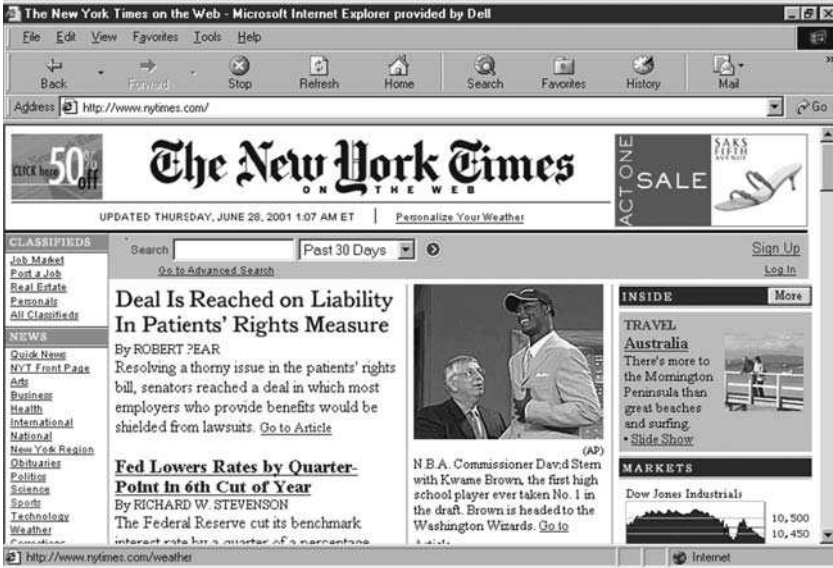 The New York Times on the Web - Microsoft Internet Explorer provided by Dell
File Edit View Favorites Tools Help
Back Forward Stop Refresh Home Search Favorites History Mail
Address http://www.nytimes.com/ Go
CLICK here 50% off
The New York Times
ON THE WEB
UPDATED THURSDAY, JUNE 28, 2001 1:07 AM ET | Personalize Your Weather
ACT ONE
SALE
SAKS
FIFTH
AVENUE
CLASSIFIEDS
Job Market
Post a Job
Real Estate
Personals
All Classifieds
NEWS
Quick News
NYT Front Page
Arts
Business
Health
International
National
New York Region
Obituaries
Politics
Science
Sports
Technology
Weather
Corrections
Search Past 30 Days
Go to Advanced Search
Sign Up
Log In
Deal Is Reached on Liability
In Patients' Rights Measure
By ROBERT PEAR
Resolving a thorny issue in the patients' rights
bill, senators reached a deal in which most
employers who provide benefits would be
shielded from lawsuits. Go to Article
Fed Lowers Rates by Quarter-
Point in 6th Cut of Year
By RICHARD W. STEVENSON
The Federal Reserve cut its benchmark
interest rate by a quarter of a percentage
(AP)
N.B.A. Commissioner David Stern
with Kwame Brown, the first high
school player ever taken No. 1 in
the draft. Brown is headed to the
Washington Wizards. Go to
Article
INSIDE More
TRAVEL
Australia
There's more to
the Mornington
Peninsula than
great beaches
and surfing.
• Slide Show
MARKETS
Dow Jones Industrials
10,500
10,450
http://www.nytimes.com/weather Internet